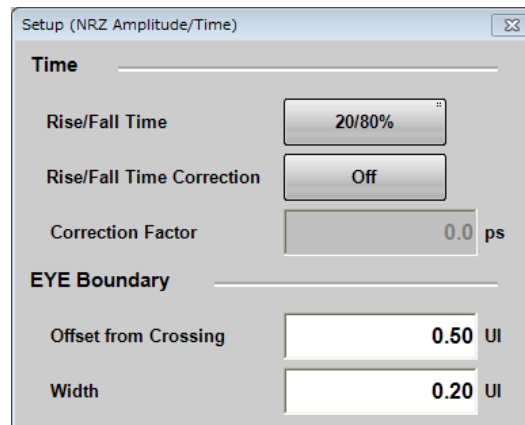 Setup (NRZ Amplitude/Time)
Time
Rise/Fall Time 20/80%
Rise/Fall Time Correction Off
Correction Factor 0.0 ps
EYE Boundary
Offset from Crossing 0.50 UI
Width 0.20 UI